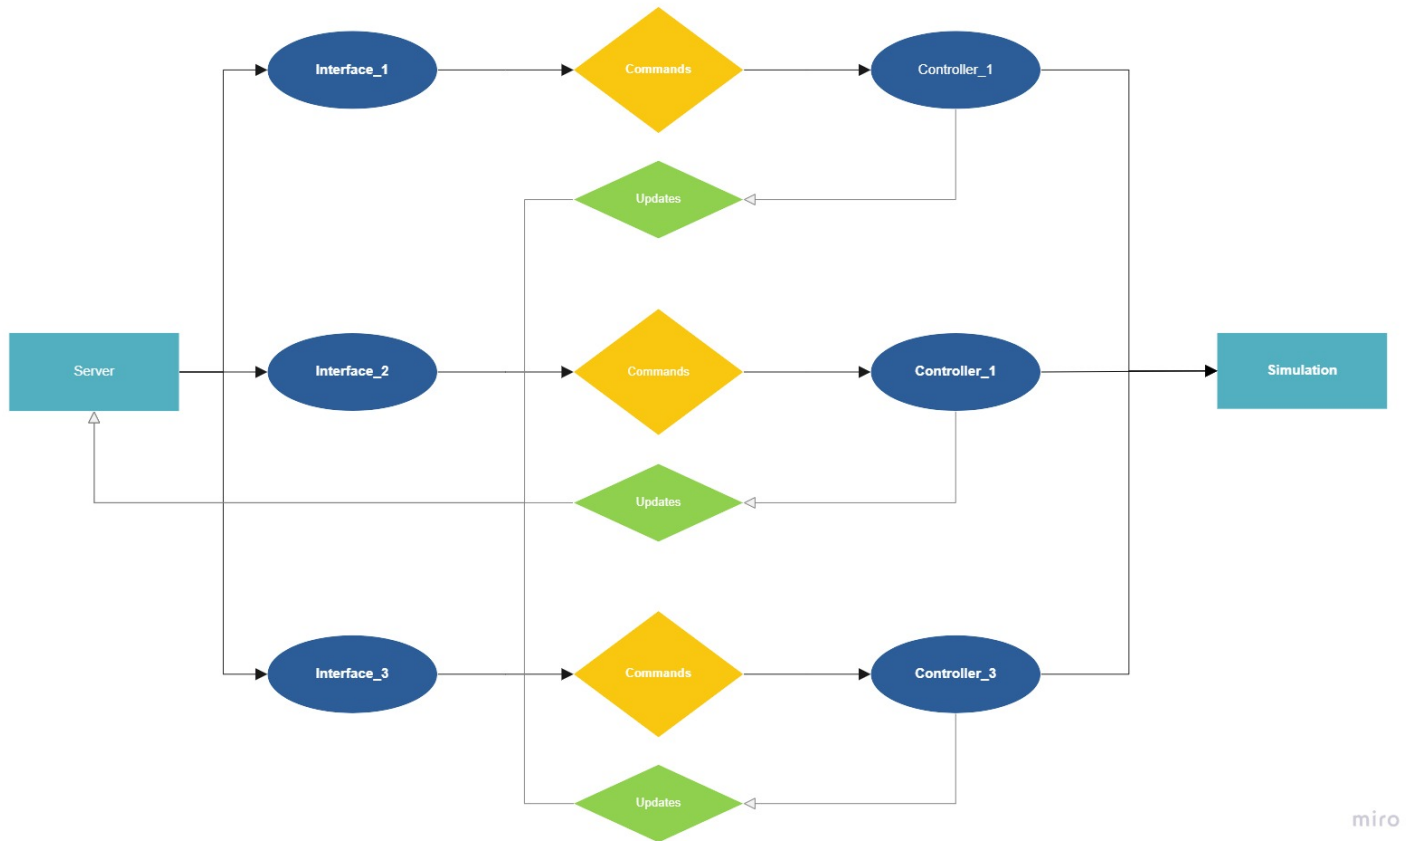 Interface_1
Commands
Controller_1
Updates
Server
Interface_2
Commands
Controller_1
Simulation
Updates
Interface_3
Commands
Controller_3
Updates
miro